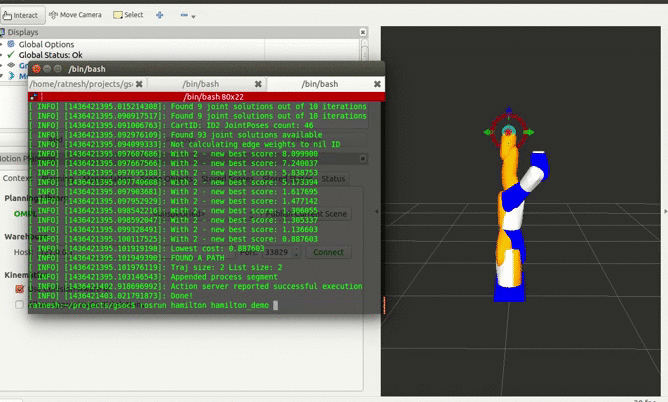 Interact
Move Camera
Select
Displays
Global Options
Global Status: Ok
/bin/bash
/home/ratnesh/projects/gso
/bin/bash
/bin/bash
/bin/bash 80x22
[ INFO] [1436421395.015214308]: Found 9 joint solutions out of 10 iterations
[ INFO] [1436421395.090917517]: Found 9 joint solutions out of 10 iterations
[ INFO] [1436421395.091006763]: CartID: ID2 JointPoses count: 46
[ INFO] [1436421395.092976109]: Found 93 joint solutions available
[ INFO] [1436421395.094099333]: Not calculating edge weights to nil ID
[ INFO] [1436421395.097607686]: With 2 - new best score: 8.099900
[ INFO] [1436421395.097667566]: With 2 - new best score: 7.240037
[ INFO] [1436421395.097695188]: With 2 - new best score: 5.838753
[ INFO] [1436421395.097740608]: With 2 - new best score: 5.173394
[ INFO] [1436421395.097903681]: With 2 - new best score: 1.617695
[ INFO] [1436421395.097952929]: With 2 - new best score: 1.477142
[ INFO] [1436421395.098542216]: With 2 - new best score: 1.306055
[ INFO] [1436421395.098592047]: With 2 - new best score: 1.305337
[ INFO] [1436421395.099328491]: With 2 - new best score: 1.136603
[ INFO] [1436421395.100117525]: With 2 - new best score: 0.887603
[ INFO] [1436421395.101919198]: Lowest cost: 0.887603
[ INFO] [1436421395.101949390]: FOUND A PATH
[ INFO] [1436421395.101976119]: Traj size: 2 List size: 2
[ INFO] [1436421395.103146543]: Appended process segment
[ INFO] [1436421402.918696992]: Action server reported successful execution
[ INFO] [1436421403.021791873]: Done!
ratnesh:~/projects/gsoc$ rosrun hamilton hamilton_demo
Status
Scene
Port: 33829
Connect